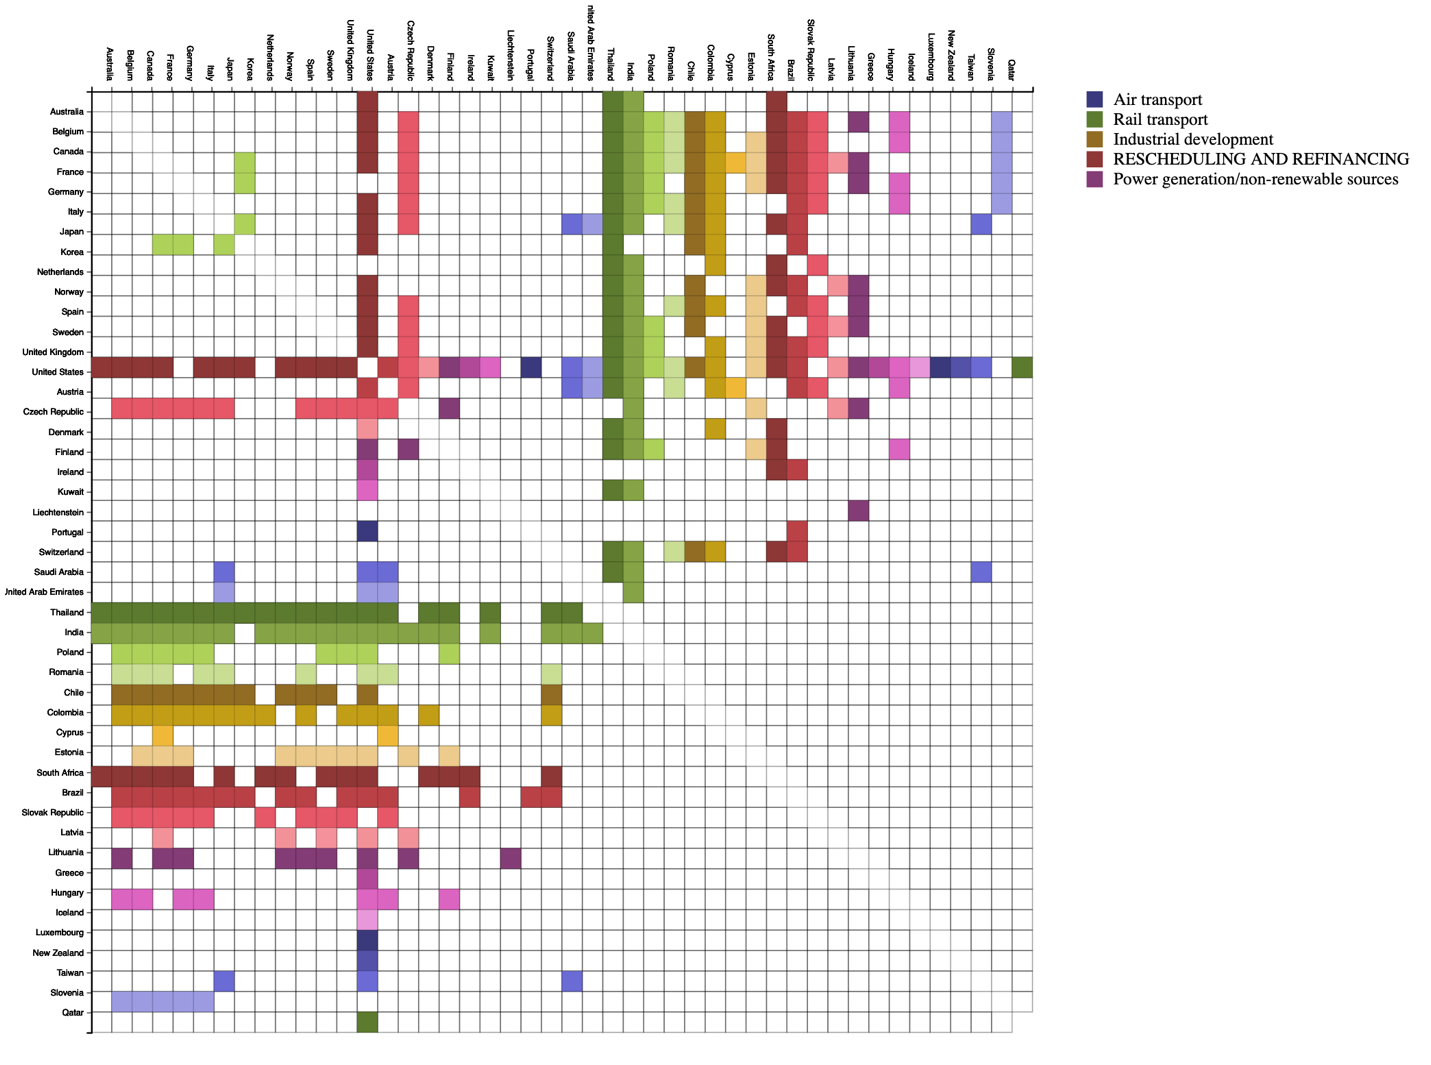 Australia
Belgium
Canada
France
Germany
Italy
Japan
Korea
Netherlands
Norway
Spain
Sweden
United Kingdom
United States
Austria
Czech Republic
Denmark
Finland
Ireland
Kuwait
Liechtenstein
Portugal
Switzerland
Saudi Arabia
nited Arab Emirates
Thailand
India
Poland
Romania
Chile
Colombia
Cyprus
Estonia
South Africa
Brazil
Slovak Republic
Latvia
Lithuania
Greece
Hungary
Iceland
Luxembourg
New Zealand
Taiwan
Slovenia
Qatar
Australia
Belgium
Canada
France
Germany
Italy
Japan
Korea
Netherlands
Norway
Spain
Sweden
United Kingdom
United States
Austria
Czech Republic
Denmark
Finland
Ireland
Kuwait
Liechtenstein
Portugal
Switzerland
Saudi Arabia
United Arab Emirates
Thailand
India
Poland
Romania
Chile
Colombia
Cyprus
Estonia
South Africa
Brazil
Slovak Republic
Latvia
Lithuania
Greece
Hungary
Iceland
Luxembourg
New Zealand
Taiwan
Slovenia
Qatar
Air transport
Rail transport
Industrial development
RESCHEDULING AND REFINANCING
Power generation/non-renewable sources